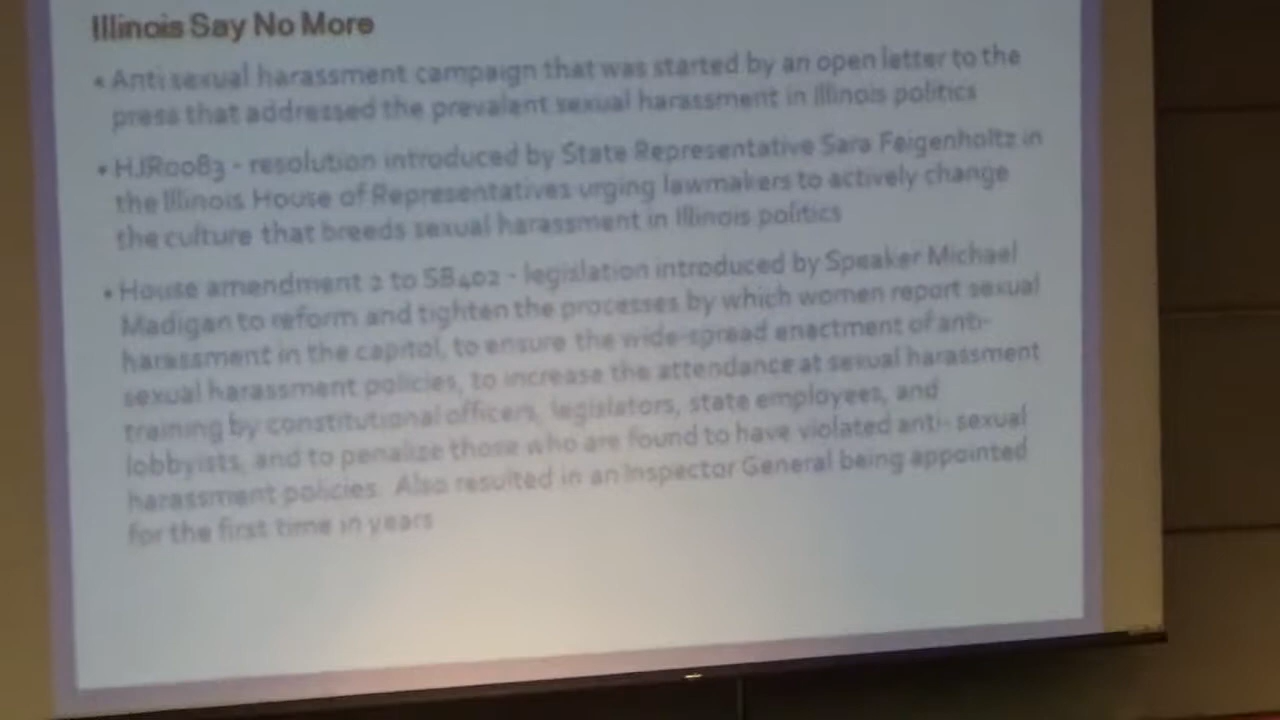 Illinois Say No More
• Anti sexual harassment campaign that was started by an open letter to the
press that addressed the prevalent sexual harassment in Illinois politics
• HJR0083 - resolution introduced by State Representative Sara Feigenholtz in
the Illinois House of Representatives urging lawmakers to actively change
the culture that breeds sexual harassment in Illinois politics
• House amendment 2 to SB402 - legislation introduced by Speaker Michael
Madigan to reform and tighten the processes by which women report sexual
harassment in the capitol, to ensure the wide-spread enactment of anti-
sexual harassment policies, to increase the attendance at sexual harassment
training by constitutional officers, legislators, state employees, and
lobbyists, and to penalize those who are found to have violated anti- sexual
harassment policies. Also resulted in an Inspector General being appointed
for the first time in years